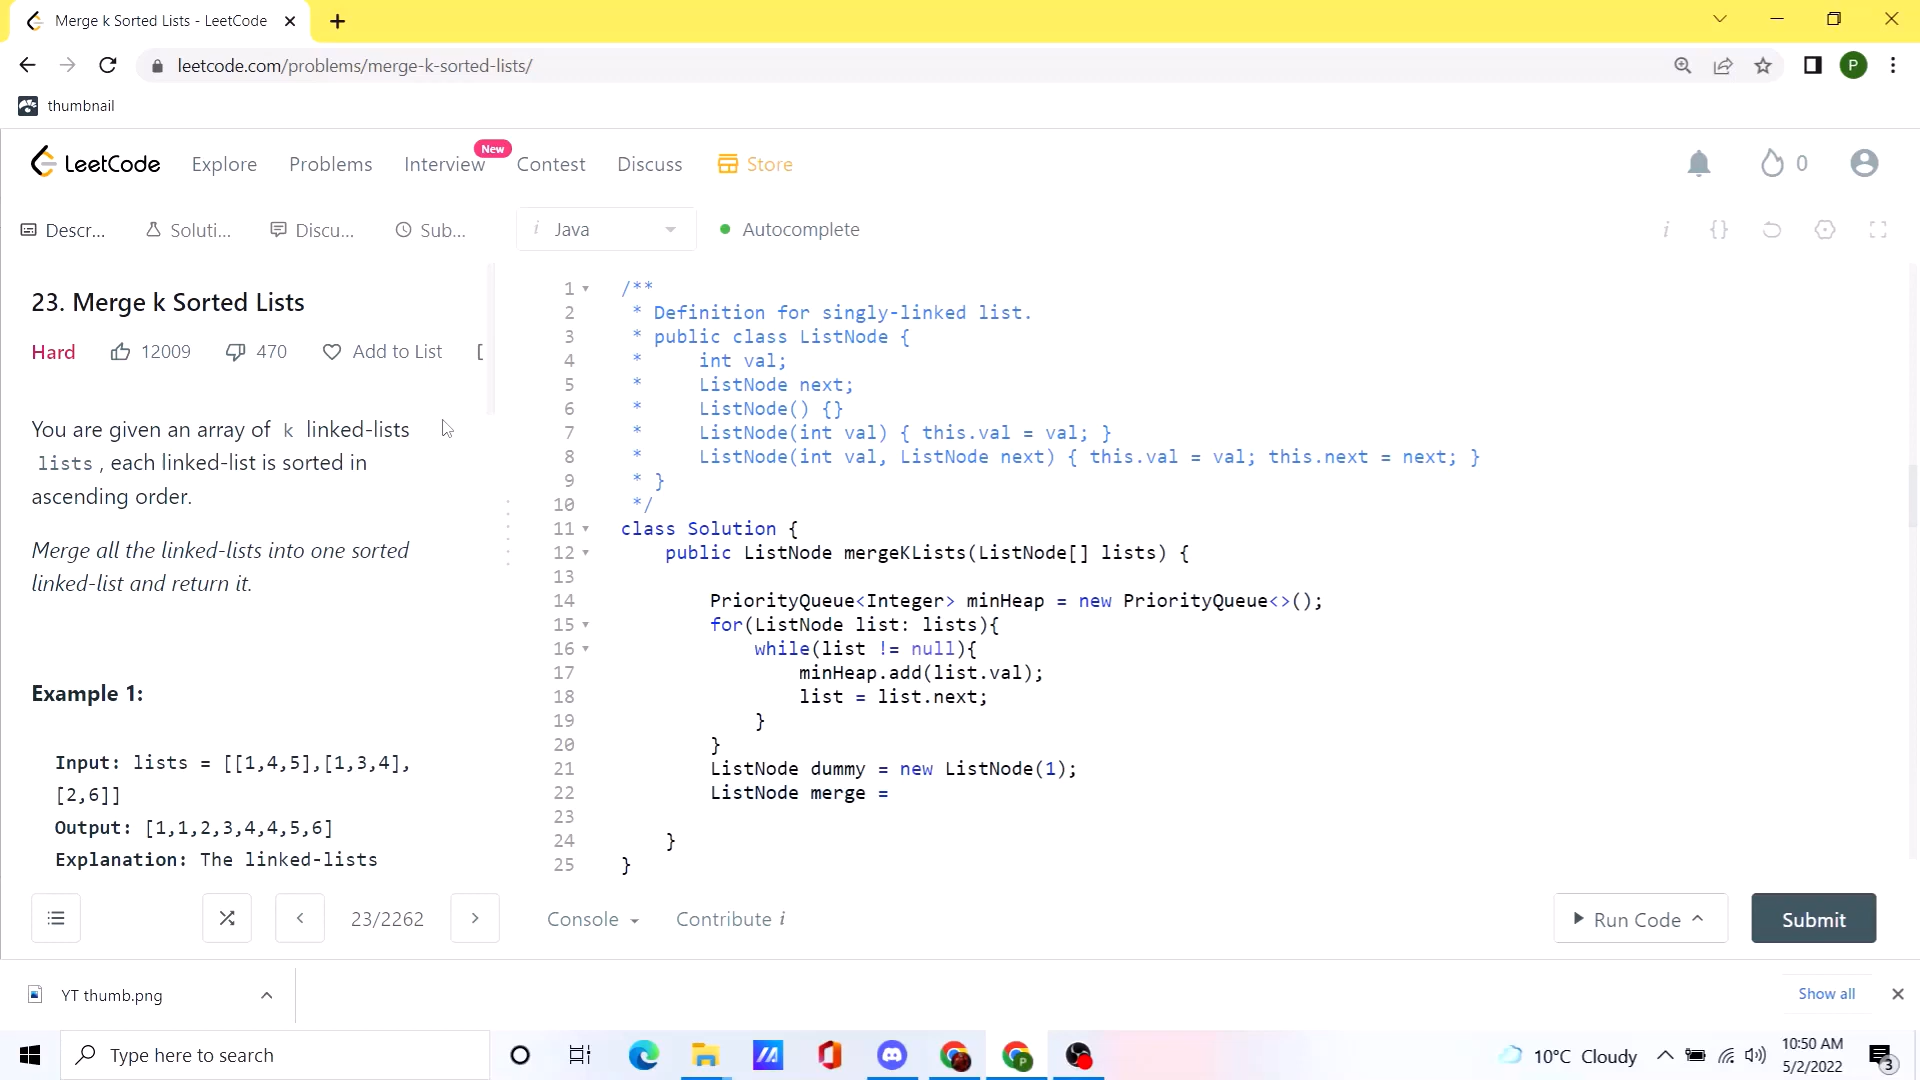 Merge k Sorted Lists - LeetCode
leetcode.com/problems/merge-k-sorted-lists/
P
thumbnail
LeetCode Explore Problems Interview New Contest Discuss Store 0
Descr... Soluti... Discu... Sub... i Java Autocomplete i {}
23. Merge k Sorted Lists
Hard 12009 470 Add to List [
You are given an array of k linked-lists
lists, each linked-list is sorted in
ascending order.
Merge all the linked-lists into one sorted
linked-list and return it.
Example 1:
Input: lists = [[1,4,5],[1,3,4],
[2,6]]
Output: [1,1,2,3,4,4,5,6]
Explanation: The linked-lists
1 /**
2 * Definition for singly-linked list.
3 * public class ListNode {
4 * int val;
5 * ListNode next;
6 * ListNode() {}
7 * ListNode(int val) { this.val = val; }
8 * ListNode(int val, ListNode next) { this.val = val; this.next = next; }
9 * }
10 */
11 class Solution {
12 public ListNode mergeKLists(ListNode[] lists) {
13
14 PriorityQueue<Integer> minHeap = new PriorityQueue<>();
15 for(ListNode list: lists){
16 while(list != null){
17 minHeap.add(list.val);
18 list = list.next;
19 }
20 }
21 ListNode dummy = new ListNode(1);
22 ListNode merge =
23
24 }
25 }
23/2262 Console Contribute i Run Code Submit
YT thumb.png Show all
Type here to search 10°C Cloudy 10:50 AM
5/2/2022 3